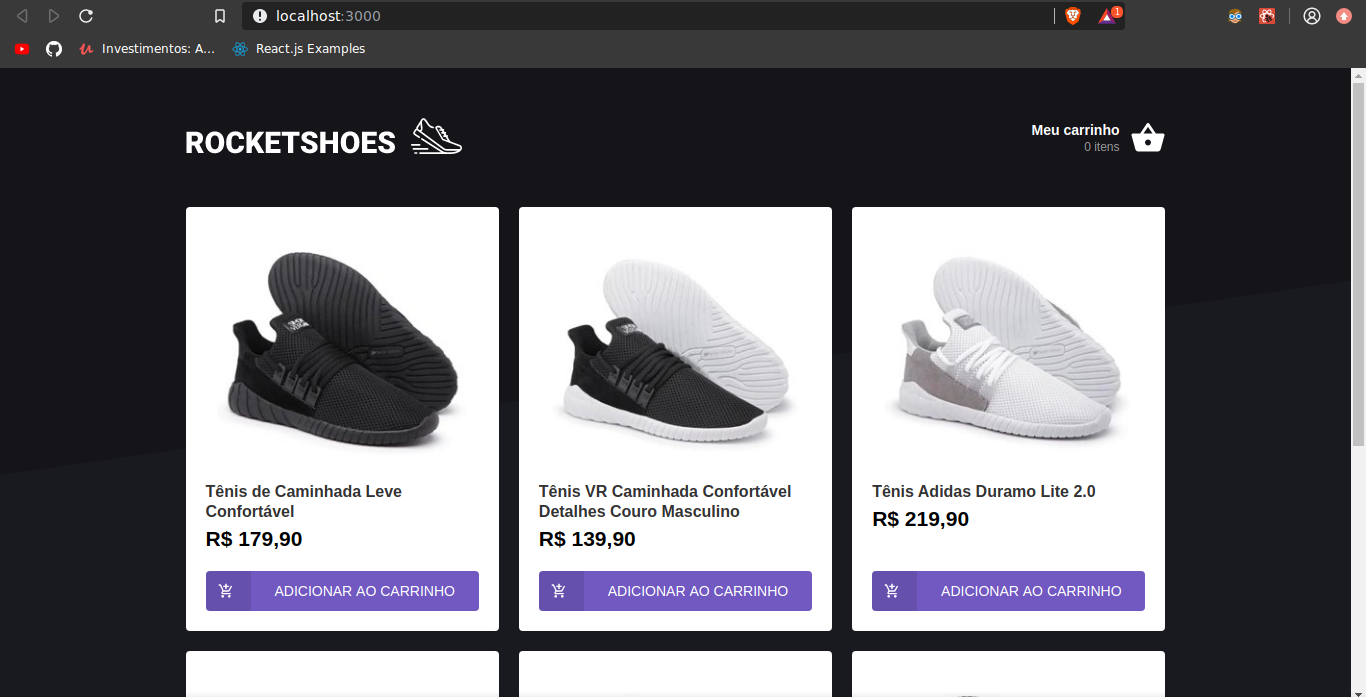 localhost:3000
1
Investimentos: A...
React.js Examples
ROCKETSHOES
Meu carrinho
0 itens
Tênis de Caminhada Leve
Confortável
R$ 179,90
ADICIONAR AO CARRINHO
Tênis VR Caminhada Confortável
Detalhes Couro Masculino
R$ 139,90
ADICIONAR AO CARRINHO
Tênis Adidas Duramo Lite 2.0
R$ 219,90
ADICIONAR AO CARRINHO